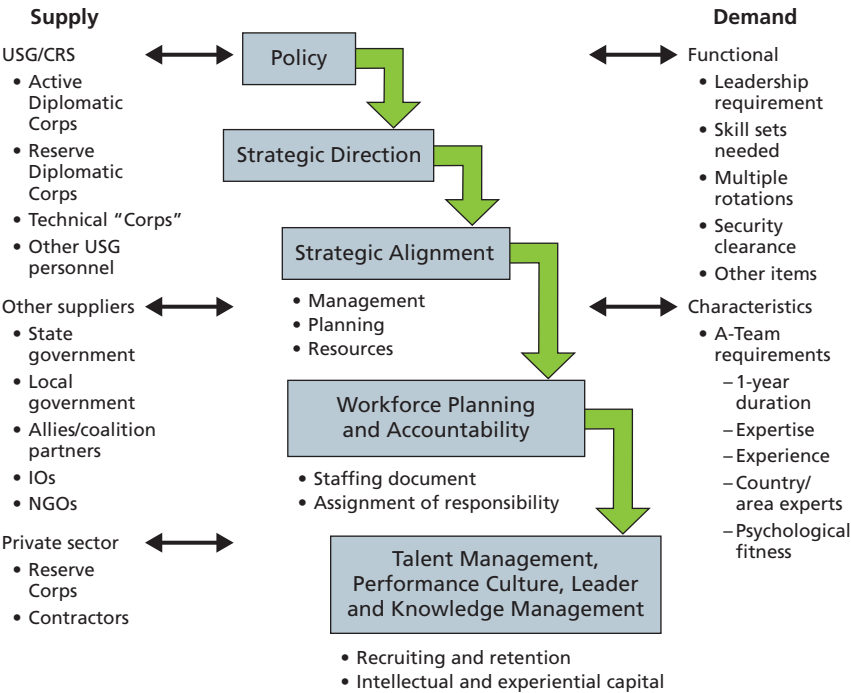 Supply
USG/CRS
• Active
Diplomatic
Corps
• Reserve
Diplomatic
Corps
• Technical “Corps”
• Other USG
personnel
Other suppliers
• State
government
• Local
government
• Allies/coalition
partners
• IOs
• NGOs
Private sector
• Reserve
Corps
• Contractors
Policy
Strategic Direction
Strategic Alignment
• Management
• Planning
• Resources
Workforce Planning
and Accountability
• Staffing document
• Assignment of responsibility
Talent Management,
Performance Culture, Leader
and Knowledge Management
• Recruiting and retention
• Intellectual and experiential capital
Demand
Functional
• Leadership
requirement
• Skill sets
needed
• Multiple
rotations
• Security
clearance
• Other items
Characteristics
• A-Team
requirements
– 1-year
duration
– Expertise
– Experience
– Country/
area experts
– Psychological
fitness